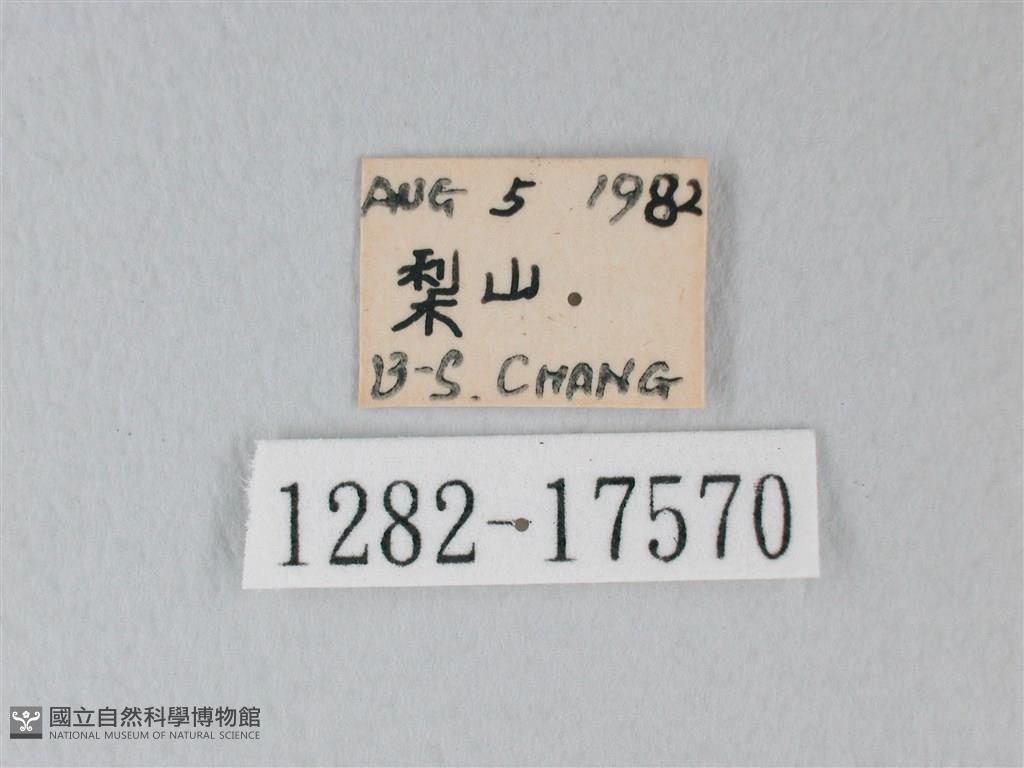 AUG 5 1982
梨山
B-S. CHANG
1282-17570
國立自然科學博物館
NATIONAL MUSEUM OF NATURAL SCIENCE